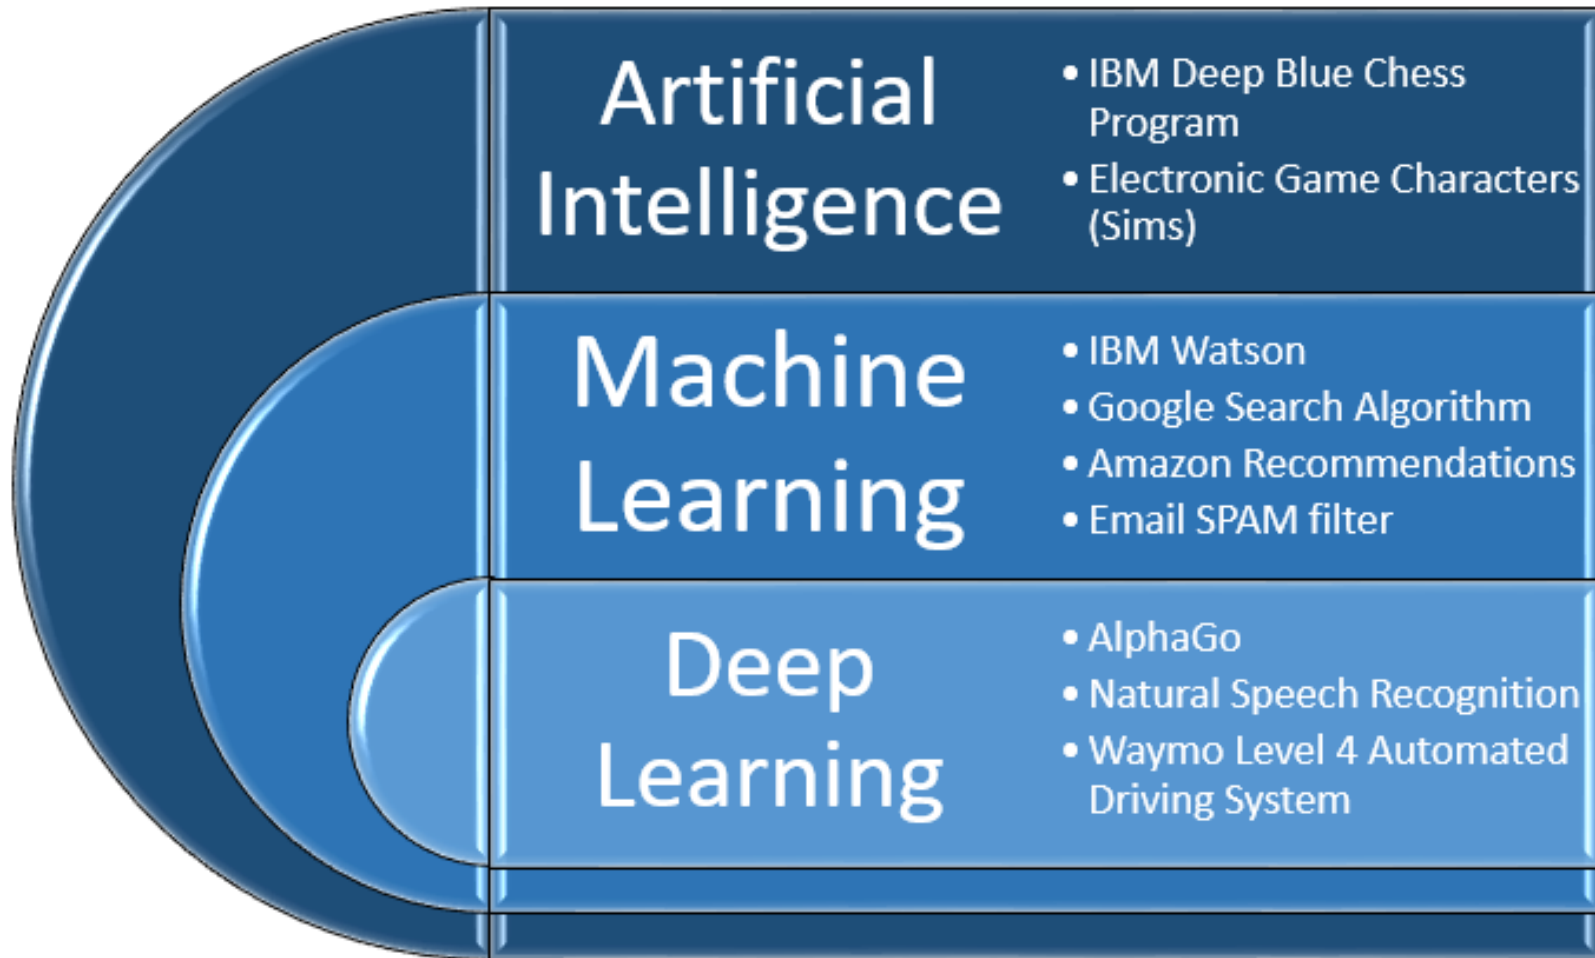 Artificial
Intelligence
• IBM Deep Blue Chess
Program
• Electronic Game Characters
(Sims)
Machine
Learning
• IBM Watson
• Google Search Algorithm
• Amazon Recommendations
• Email SPAM filter
Deep
Learning
• AlphaGo
• Natural Speech Recognition
• Waymo Level 4 Automated
Driving System